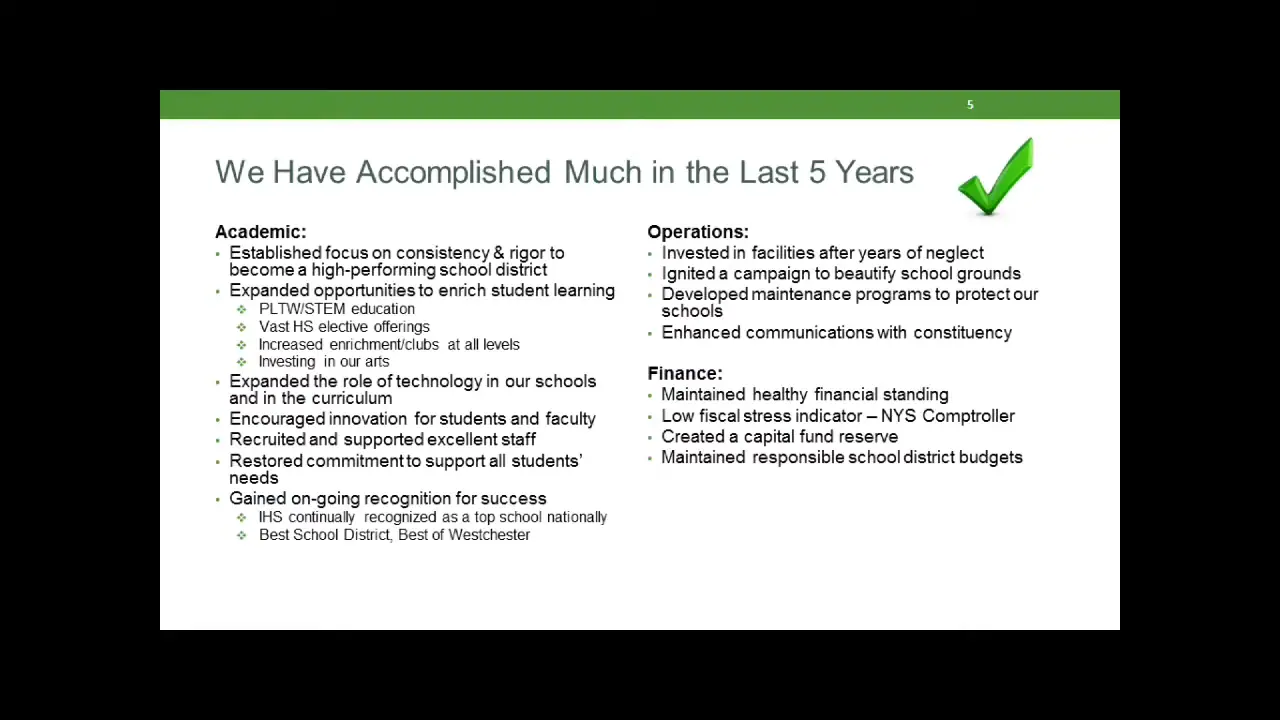 5
We Have Accomplished Much in the Last 5 Years
Academic:
• Established focus on consistency & rigor to
become a high-performing school district
• Expanded opportunities to enrich student learning
❖ PLTW/STEM education
❖ Vast HS elective offerings
❖ Increased enrichment/clubs at all levels
❖ Investing in our arts
• Expanded the role of technology in our schools
and in the curriculum
• Encouraged innovation for students and faculty
• Recruited and supported excellent staff
• Restored commitment to support all students’
needs
• Gained on-going recognition for success
❖ IHS continually recognized as a top school nationally
❖ Best School District, Best of Westchester
Operations:
• Invested in facilities after years of neglect
• Ignited a campaign to beautify school grounds
• Developed maintenance programs to protect our
schools
• Enhanced communications with constituency
Finance:
• Maintained healthy financial standing
• Low fiscal stress indicator – NYS Comptroller
• Created a capital fund reserve
• Maintained responsible school district budgets